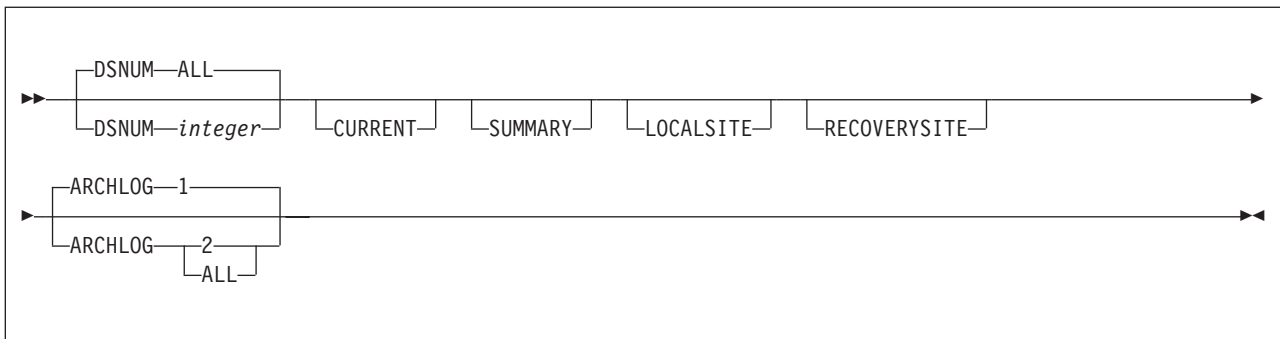 DSNUM ALL
DSNUM integer
CURRENT SUMMARY LOCALSITE RECOVERYSITE
ARCHLOG 1
ARCHLOG 2
ALL